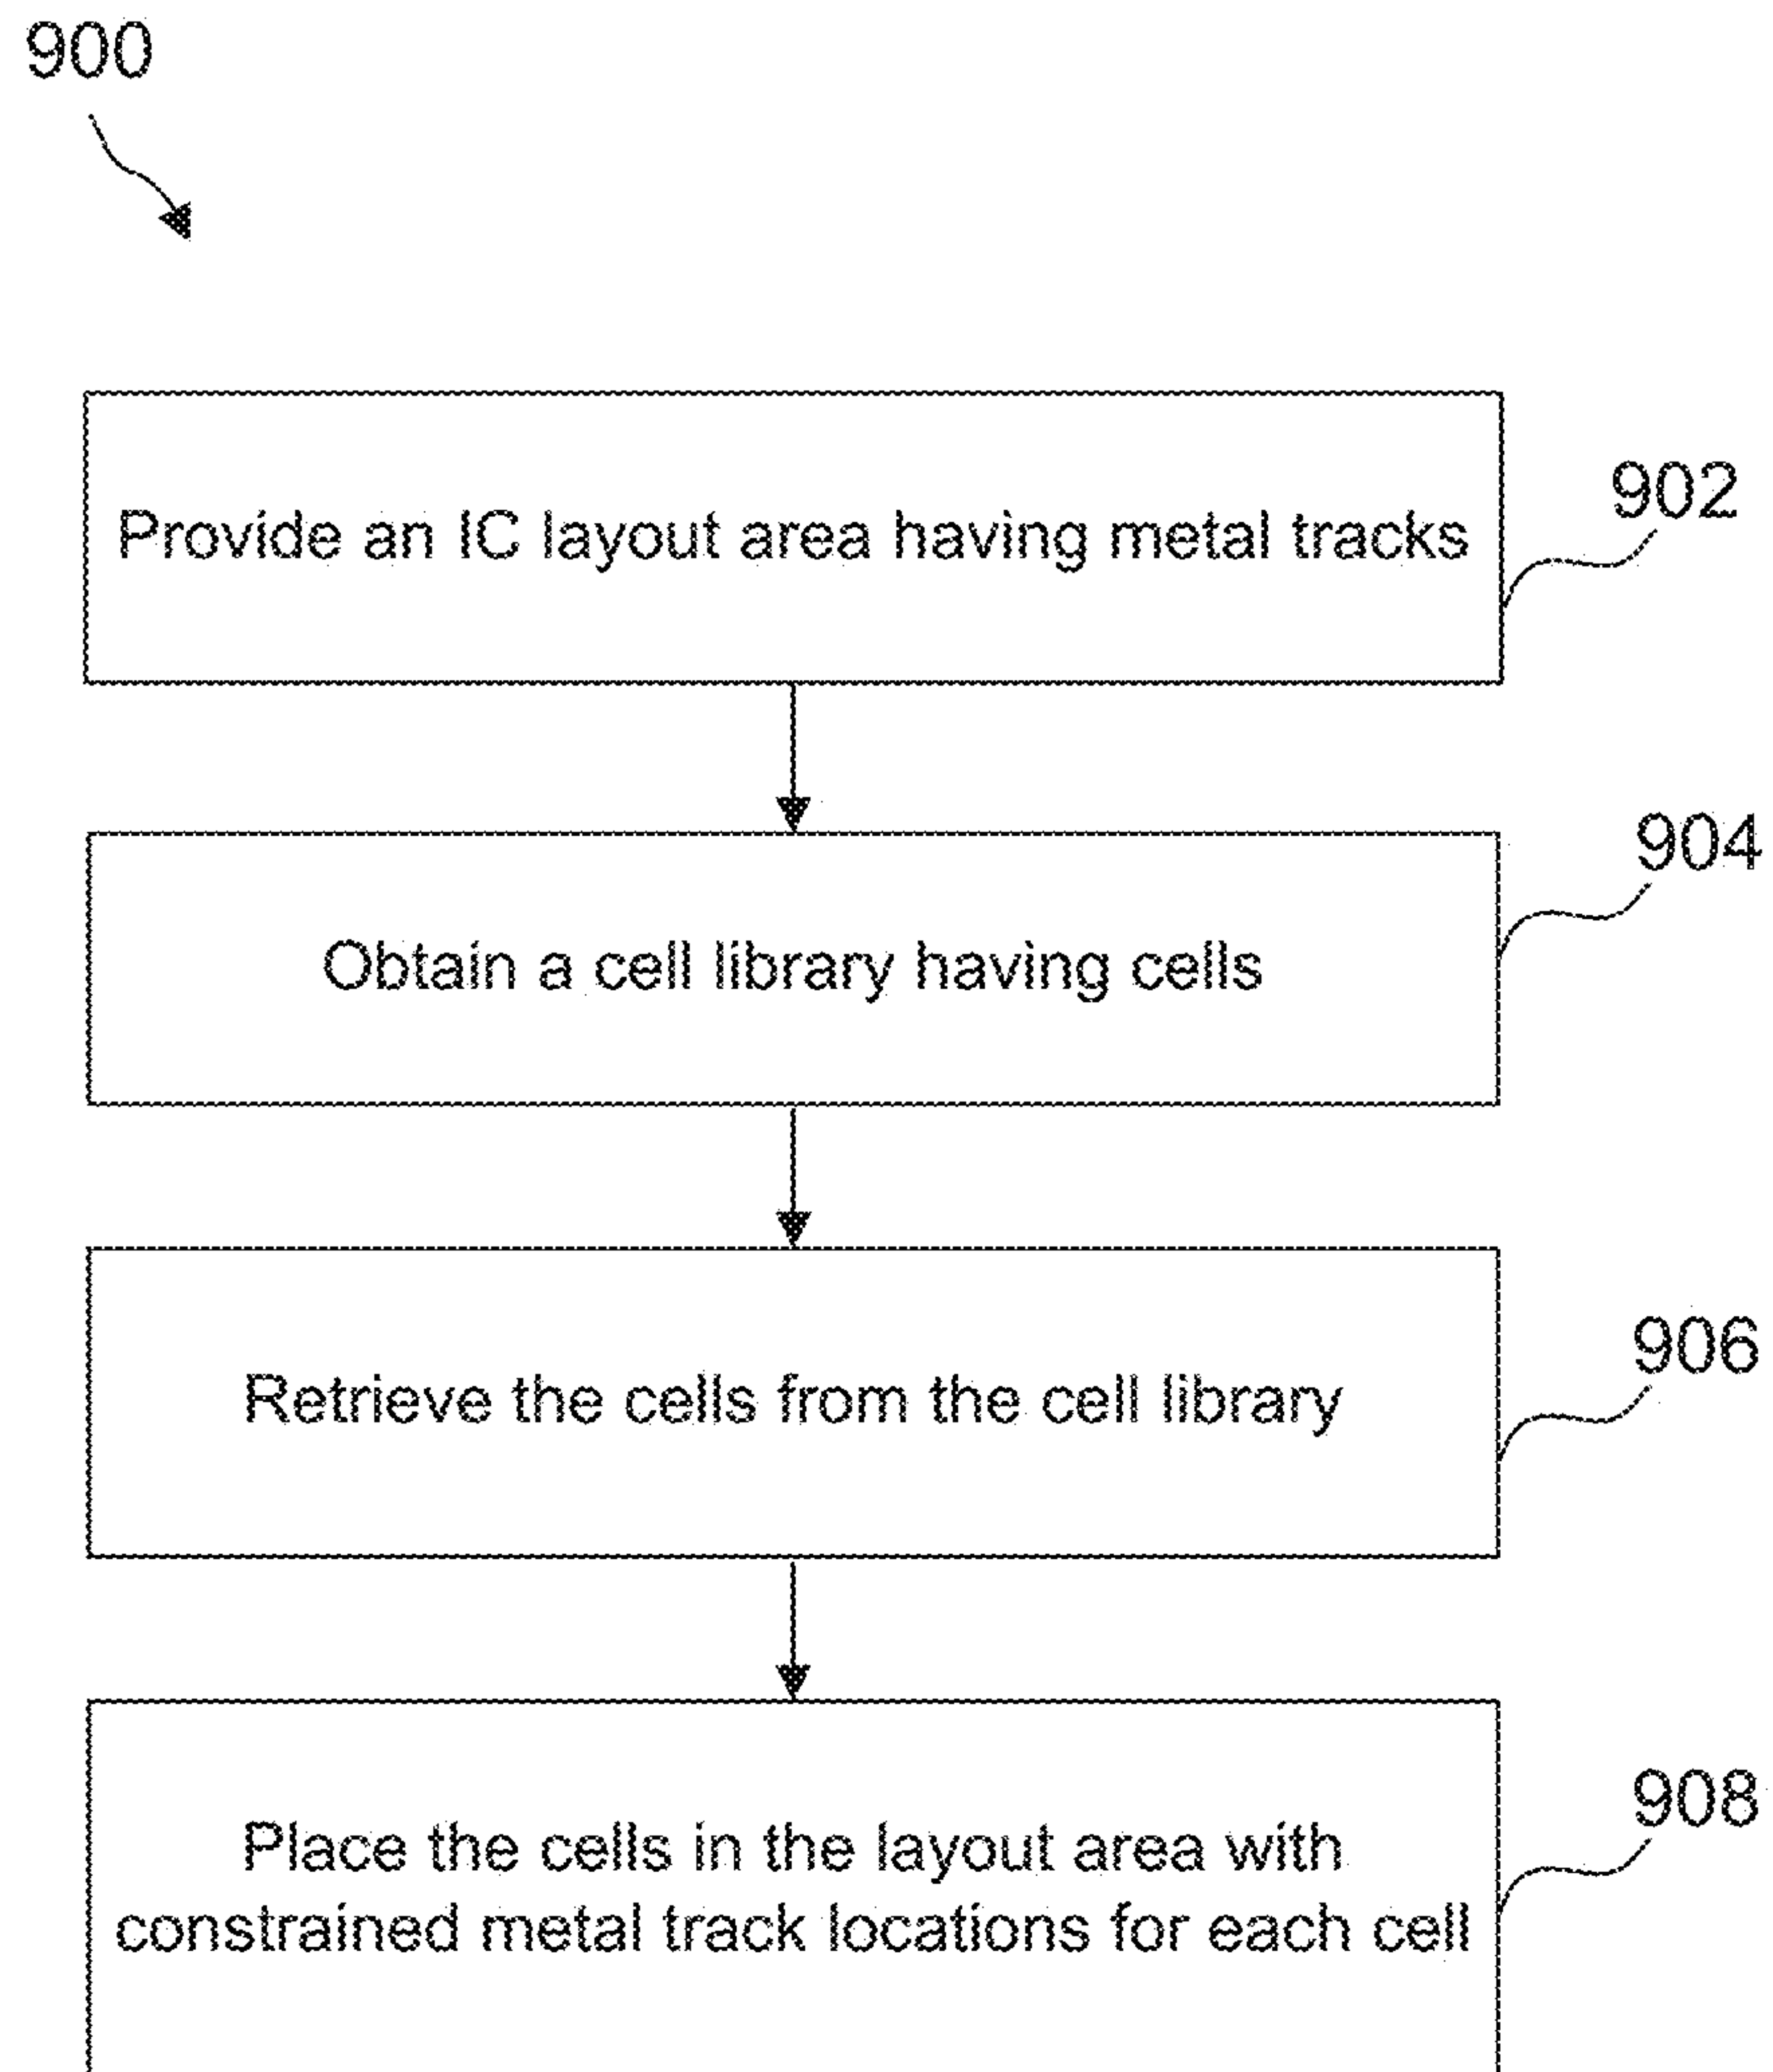 900
Provide an IC layout area having metal tracks
902
Obtain a cell library having cells
904
Retrieve the cells from the cell library
906
Place the cells in the layout area with
constrained metal track locations for each cell
908